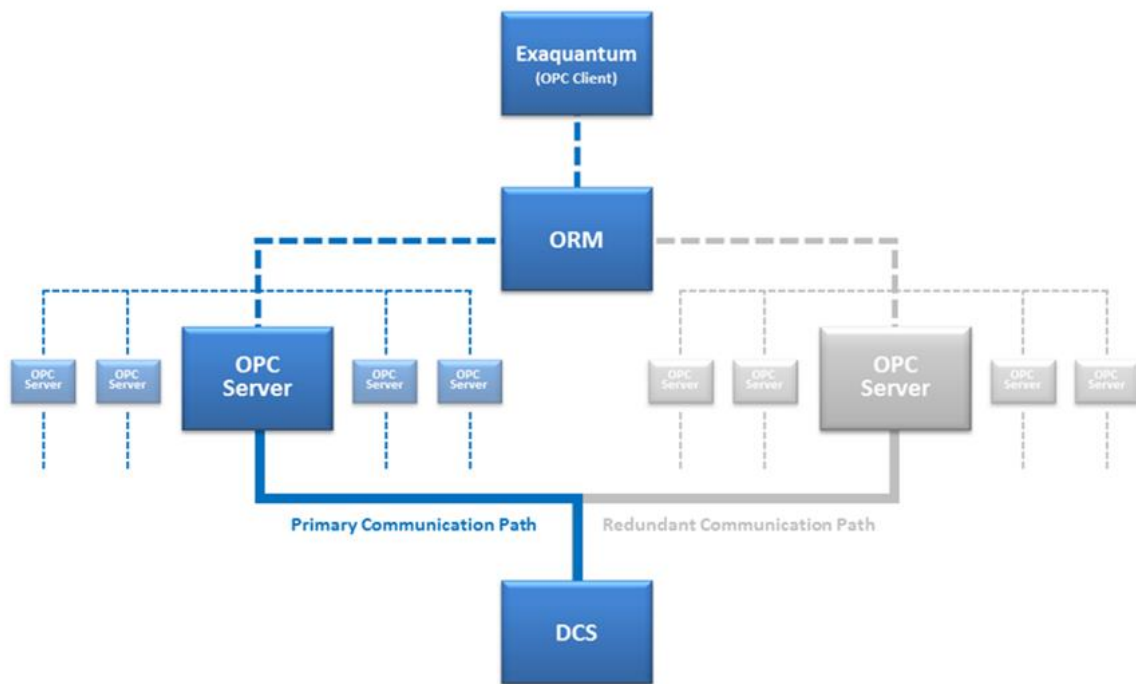 Exaquantum
(OPC Client)
ORM
OPC
Server
OPC
Server
OPC
Server
OPC
Server
OPC
Server
OPC
Server
OPC
Server
OPC
Server
OPC
Server
OPC
Server
Primary Communication Path
Redundant Communication Path
DCS